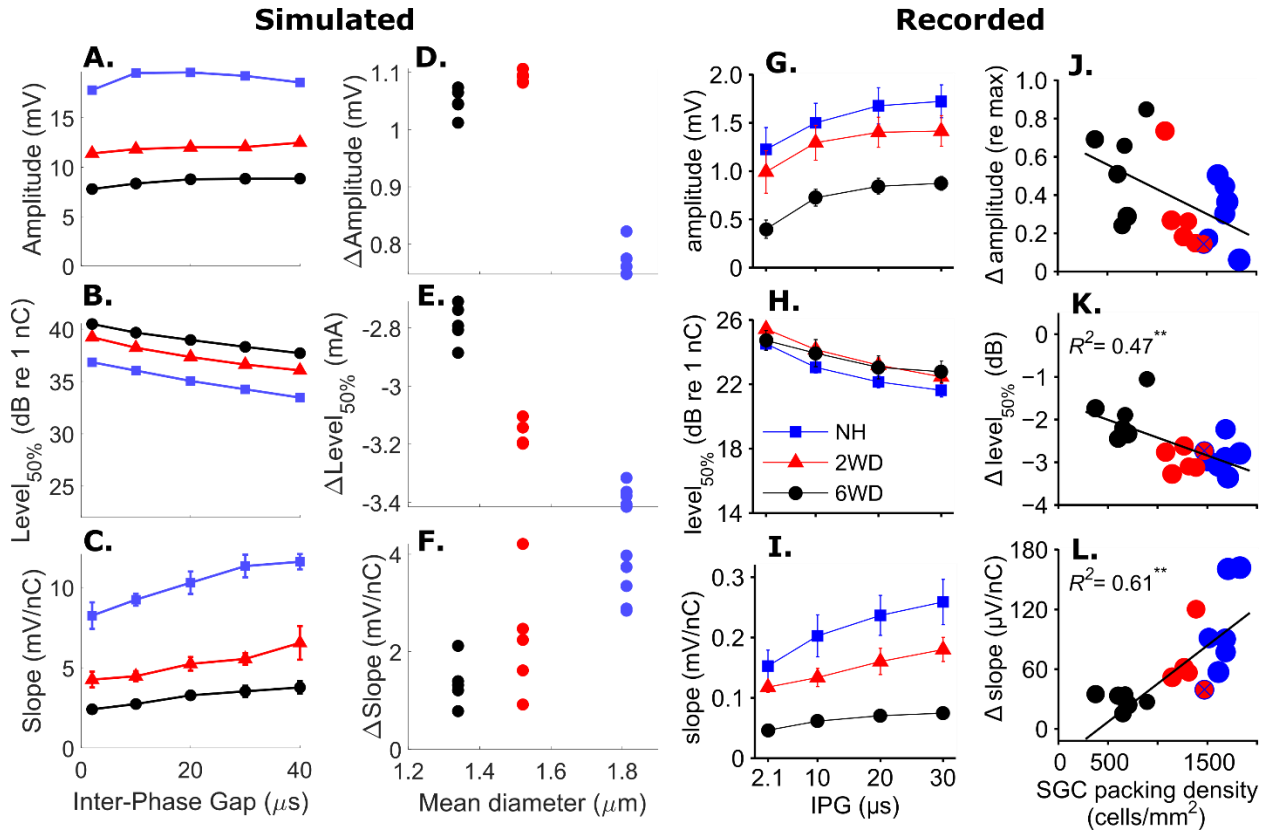 Simulated
Recorded
A.
Amplitude (mV)
15
10
5
0
B.
Level50% (dB re 1 nC)
40
35
30
25
C.
Slope (mV/nC)
10
5
0
0
20
40
Inter-Phase Gap (μs)
D.
ΔAmplitude (mV)
1.1
1
0.9
0.8
E.
ΔLevel50% (mA)
-2.8
-3
-3.2
-3.4
F.
ΔSlope (mV/nC)
4
2
0
1.2
1.4
1.6
1.8
Mean diameter (μm)
G.
amplitude (mV)
2.0
1.5
1.0
0.5
0.0
H.
level50% (dB re 1 nC)
26
22
18
14
NH
2WD
6WD
I.
slope (mV/nC)
0.3
0.2
0.1
0.0
2.1
10
20
30
IPG (μs)
J.
Δ amplitude (re max)
1.0
0.8
0.6
0.4
0.2
0.0
K.
R2= 0.47**
Δ level50% (dB)
0
−1
−2
−3
−4
L.
R2= 0.61**
Δ slope (μV/nC)
180
120
60
0
0
500
1500
SGC packing density
(cells/mm2)